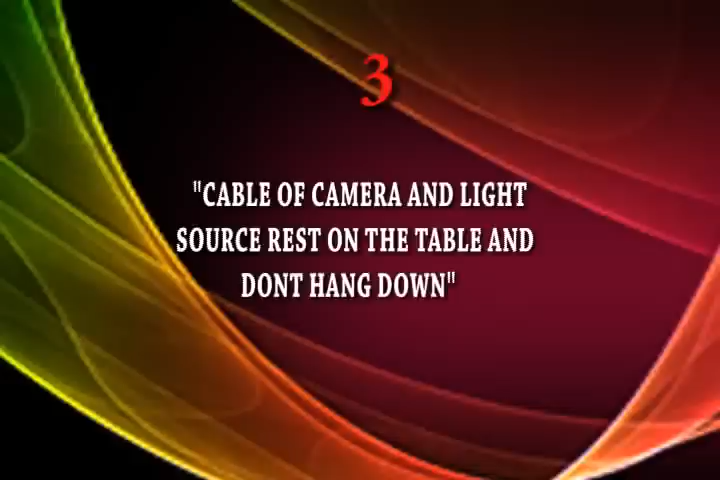 3
"CABLE OF CAMERA AND LIGHT
SOURCE REST ON THE TABLE AND
DONT HANG DOWN"